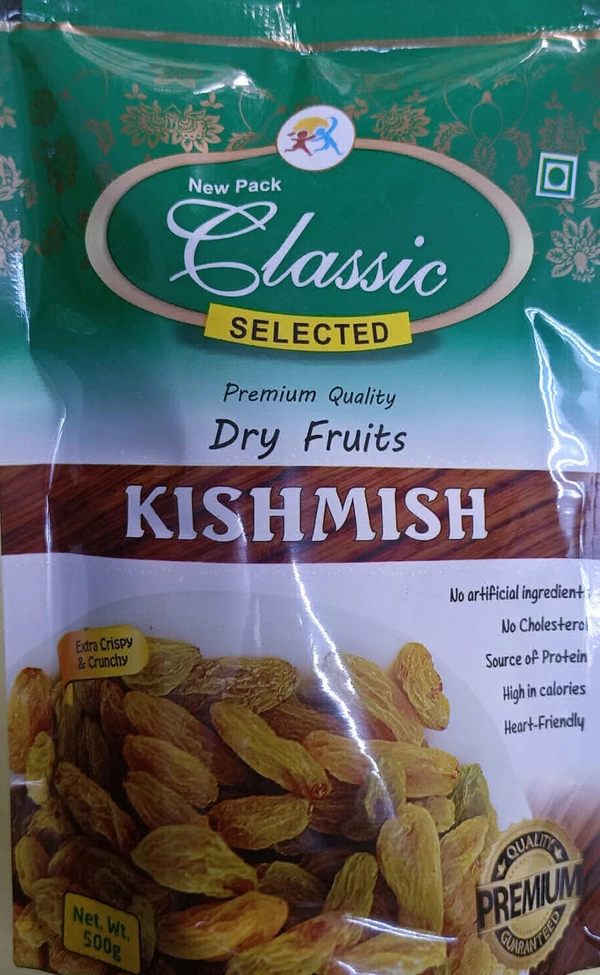 New Pack
Classic
SELECTED
Premium Quality
Dry Fruits
KISHMISH
No artificial ingredients
No Cholesterol
Source of Protein
High in calories
Heart-Friendly
Extra Crispy
& Crunchy
QUALITY
PREMIUM
GUARANTEED
Net. Wt.
500g